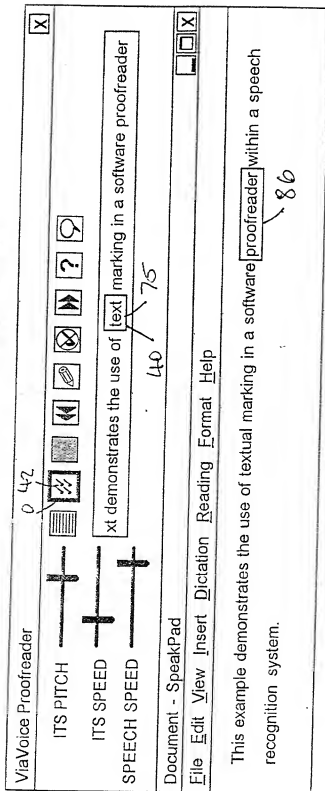 ViaVoice Proofreader X
0 42
ITS PITCH
?
ITS SPEED
SPEECH SPEED
xt demonstrates the use of text marking in a software proofreader
40 75
Document - SpeakPad X
File Edit View Insert Dictation Reading Format Help
This example demonstrates the use of textual marking in a software proofreader within a speech
recognition system.
86